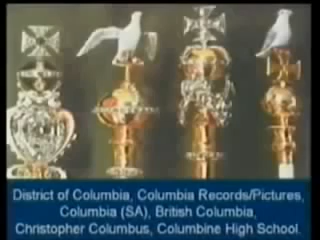 District of Columbia, Columbia Records/Pictures,
Columbia (SA), British Columbia,
Christopher Columbus, Columbine High School.